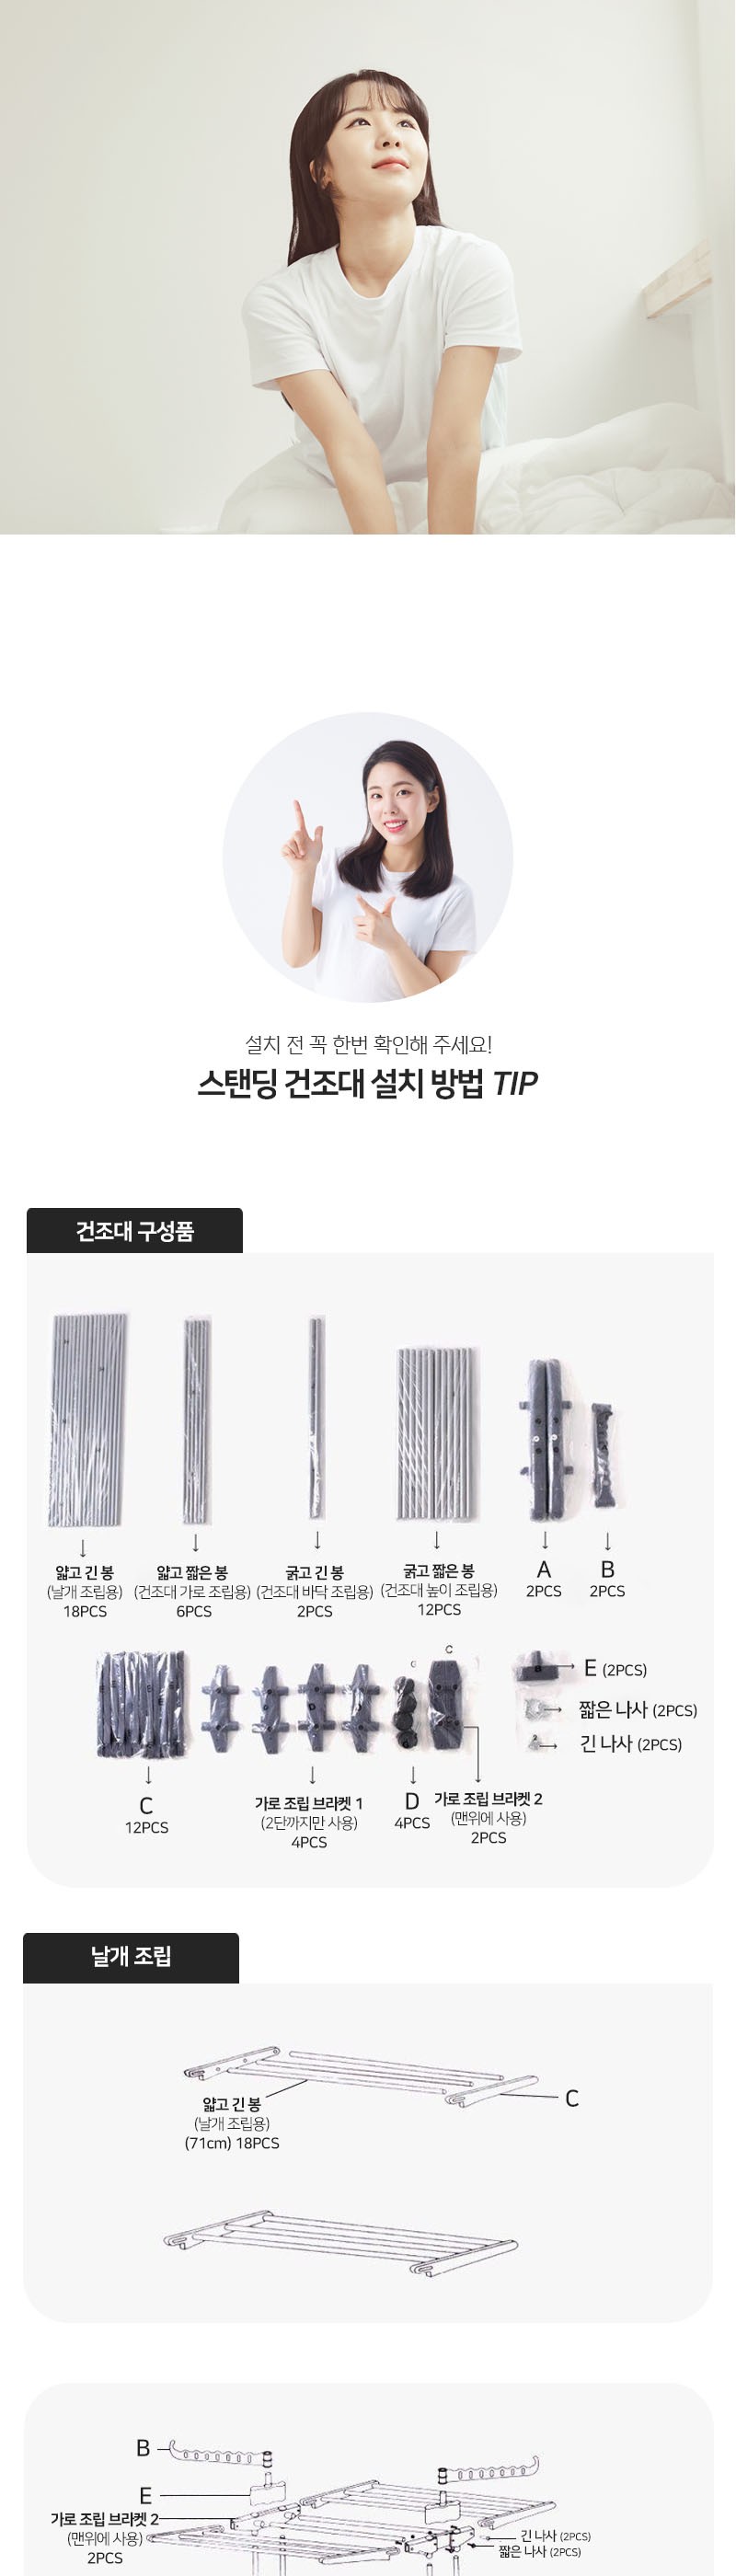 설치 전 꼭 한번 확인해 주세요!
스탠딩 건조대 설치 방법 TIP
건조대 구성품
얇고 긴 봉
(날개 조립용)
18PCS
얇고 짧은 봉
(건조대 가로 조립용)
6PCS
굵고 긴 봉
(건조대 바닥 조립용)
2PCS
굵고 짧은 봉
(건조대 높이 조립용)
12PCS
A
2PCS
B
2PCS
C
12PCS
가로 조립 브라켓 1
(2단까지만 사용)
4PCS
D
4PCS
가로 조립 브라켓 2
(맨위에 사용)
2PCS
E (2PCS)
짧은 나사 (2PCS)
긴 나사 (2PCS)
날개 조립
얇고 긴 봉
(날개 조립용)
(71cm) 18PCS
C
B
E
가로 조립 브라켓 2
(맨위에 사용)
2PCS
긴 나사 (2PCS)
짧은 나사 (2PCS)